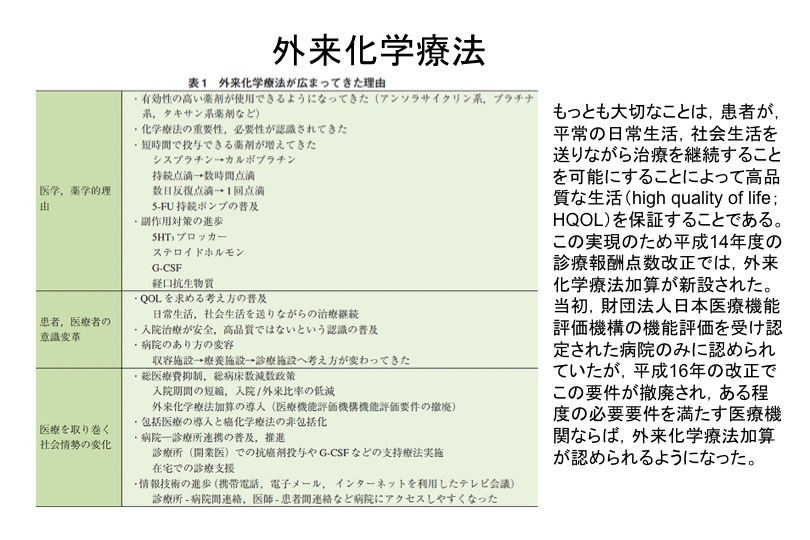 外来化学療法
表1 外来化学療法が広まってきた理由
医学，薬学的理
由
・有効性の高い薬剤が使用できるようになってきた（アンソラサイクリン系，プラチナ
系，タキサン系薬剤など）
・化学療法の重要性，必要性が認識されてきた
・短時間で投与できる薬剤が増えてきた
シスプラチン→カルボプラチン
持続点滴→数時間点滴
数日反復点滴→1回点滴
5-FU 持続ポンプの普及
・副作用対策の進歩
5HT₃ブロッカー
ステロイドホルモン
G-CSF
経口抗生物質
患者，医療者の
意識変革
・QOL を求める考え方の普及
日常生活，社会生活を送りながらの治療継続
・入院治療が安全，高品質ではないという認識の普及
・病院のあり方の変容
収容施設→療養施設→診療施設へ考え方が変わってきた
医療を取り巻く
社会情勢の変化
・総医療費抑制，総病床数減数政策
入院期間の短縮，入院 / 外来比率の低減
外来化学療法加算の導入（医療機能評価機構機能評価要件の撤廃）
・包括医療の導入と癌化学療法の非包括化
・病院―診療所連携の普及，推進
診療所（開業医）での抗癌剤投与や G-CSF などの支持療法実施
在宅での診療支援
・情報技術の進歩（携帯電話，電子メール， インターネットを利用したテレビ会議）
診療所 - 病院間連絡，医師 - 患者間連絡など病院にアクセスしやすくなった
もっとも大切なことは，患者が，
平常の日常生活，社会生活を
送りながら治療を継続すること
を可能にすることによって高品
質な生活（high quality of life；
HQOL）を保証することである。
この実現のため平成14年度の
診療報酬点数改正では，外来
化学療法加算が新設された。
当初，財団法人日本医療機能
評価機構の機能評価を受け認
定された病院のみに認められ
ていたが，平成16年の改正で
この要件が撤廃され，ある程
度の必要要件を満たす医療機
関ならば，外来化学療法加算
が認められるようになった。